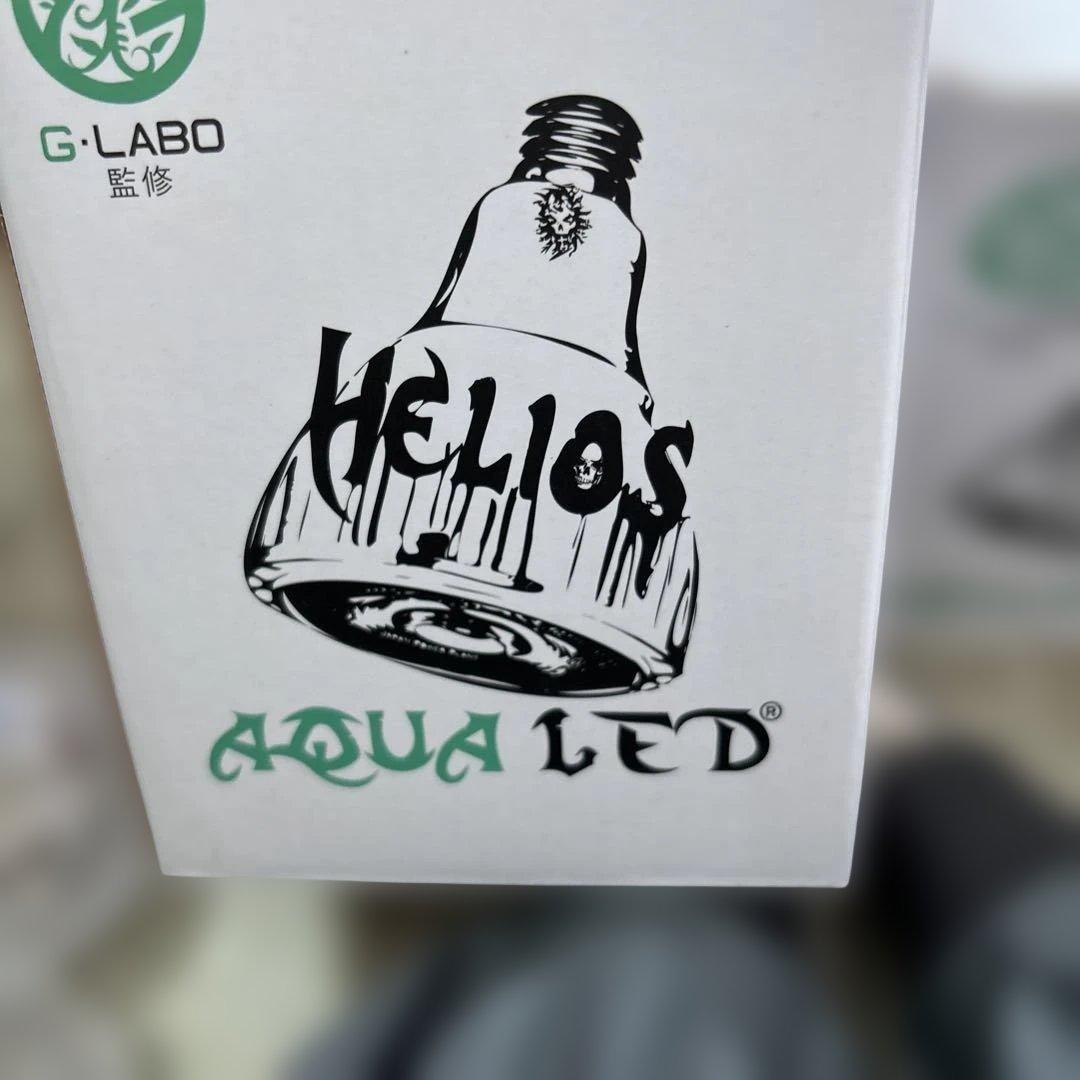 G·LABO
監修
HELIOS
AQUA LED®